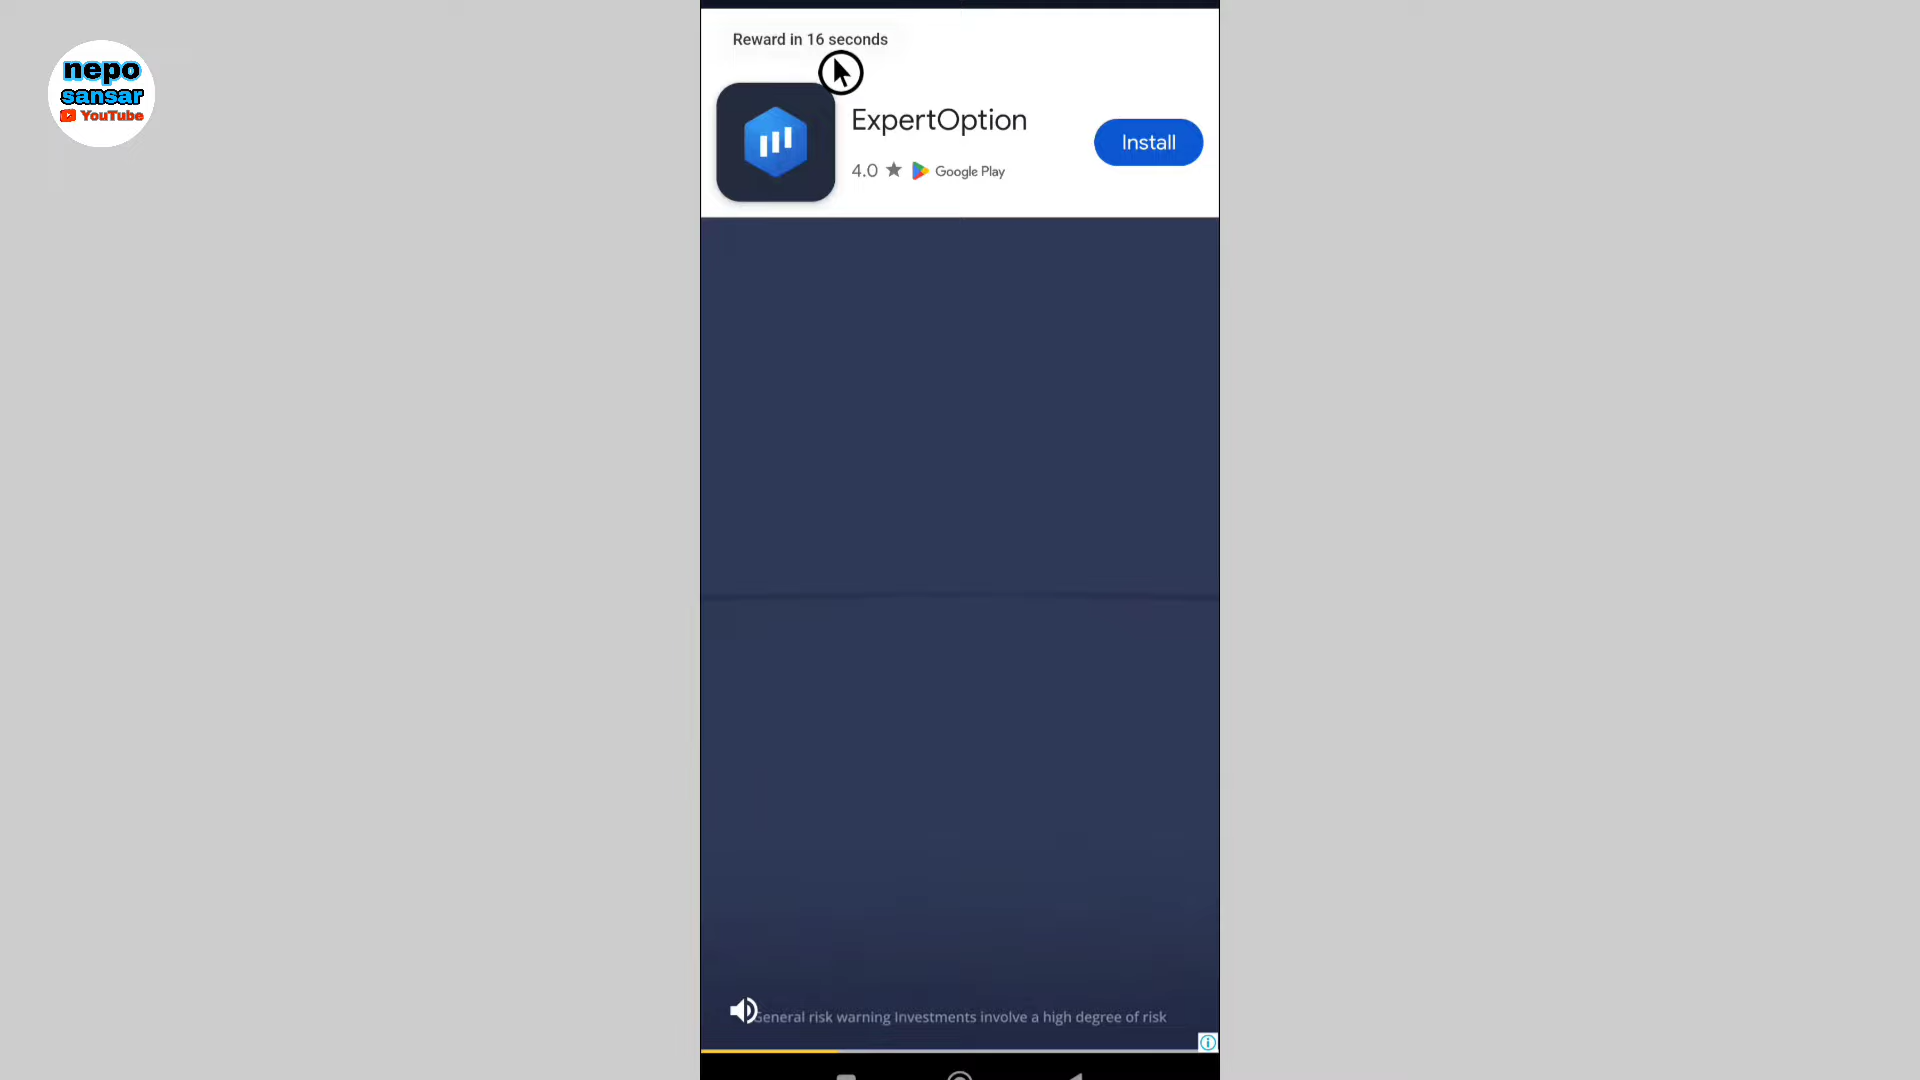 nepo
sansar
YouTube
Reward in 16 seconds
ExpertOption
Install
4.0 ★ Google Play
General risk warning Investments involve a high degree of risk